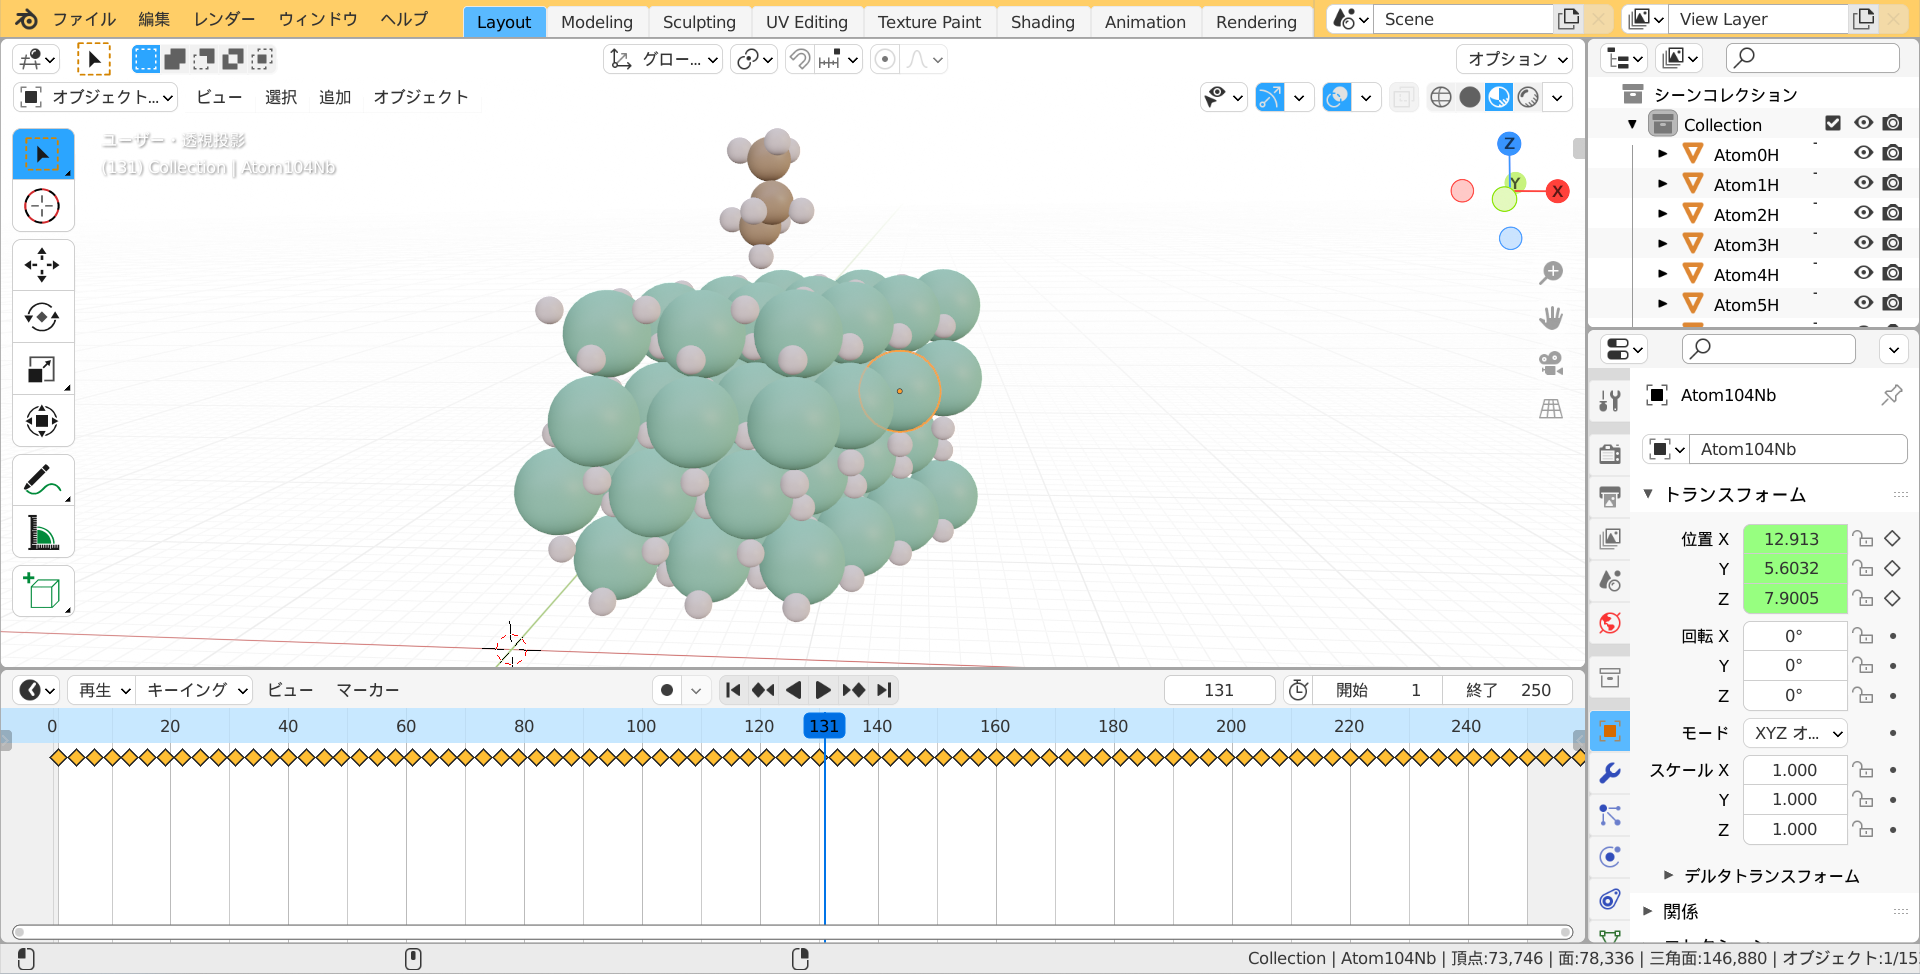 ファイル 編集 レンダー ウィンドウ ヘルプ Layout Modeling Sculpting UV Editing Texture Paint Shading Animation Rendering Scene View Layer
グロー... オプション
オブジェクト... ビュー 選択 追加 オブジェクト
ユーザー・透視投影
(131) Collection | Atom104Nb
Z
Y
X
シーンコレクション
Collection
Atom0H
Atom1H
Atom2H
Atom3H
Atom4H
Atom5H
Atom104Nb
Atom104Nb
トランスフォーム
位置 X 12.913
Y 5.6032
Z 7.9005
回転 X 0°
Y 0°
Z 0°
モード XYZ オ...
スケール X 1.000
Y 1.000
Z 1.000
デルタトランスフォーム
関係
再生 キーイング ビュー マーカー 131 開始 1 終了 250
0 20 40 60 80 100 120 131 140 160 180 200 220 240
Collection | Atom104Nb | 頂点:73,746 | 面:78,336 | 三角面:146,880 | オブジェクト:1/15